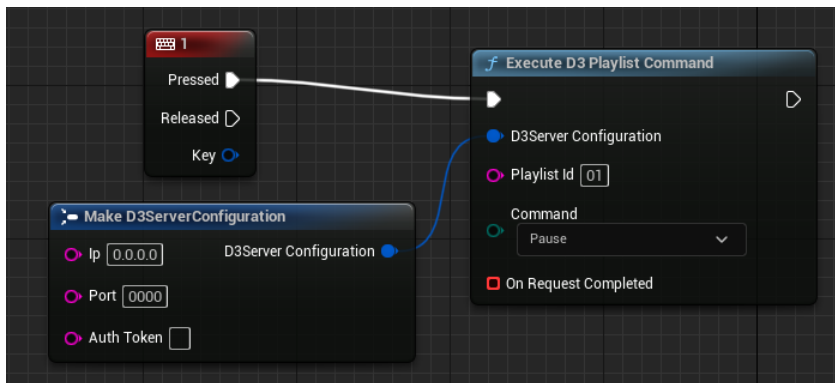 1
Pressed
Released
Key
Execute D3 Playlist Command
D3Server Configuration
Playlist Id 01
Command
Pause
On Request Completed
Make D3ServerConfiguration
Ip 0.0.0.0 D3Server Configuration
Port 0000
Auth Token